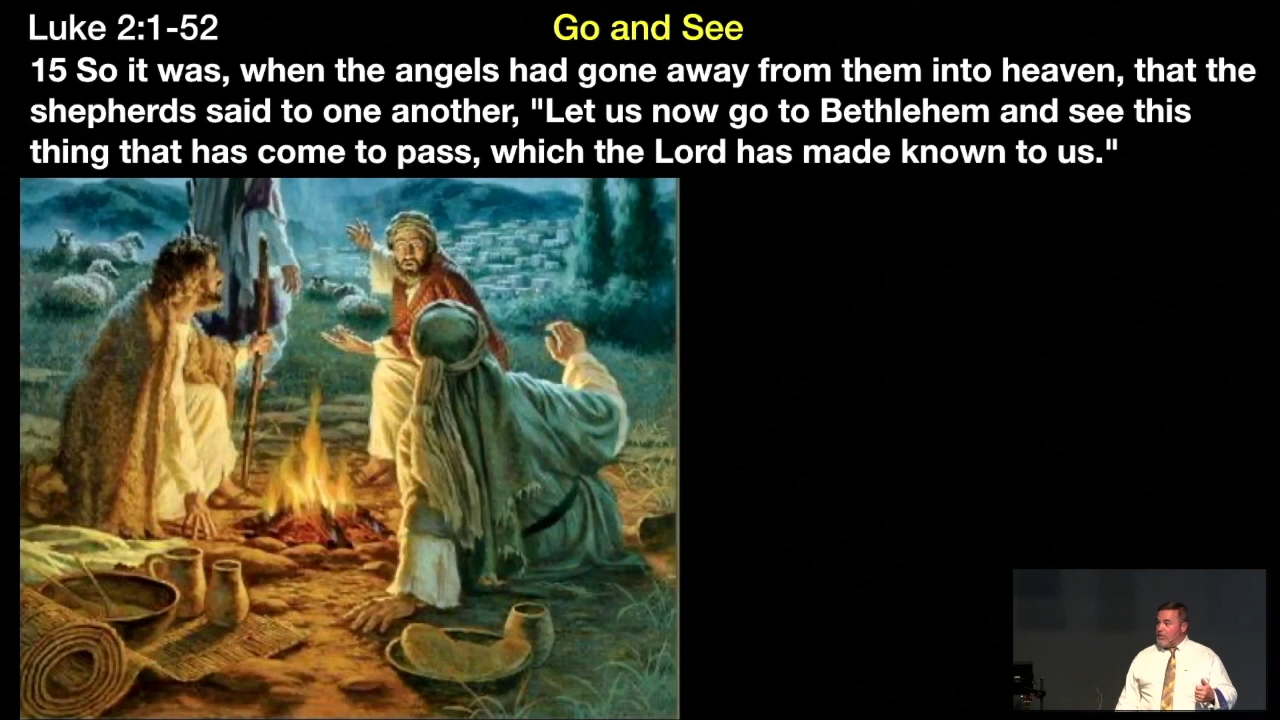 Luke 2:1-52 Go and See
15 So it was, when the angels had gone away from them into heaven, that the
shepherds said to one another, "Let us now go to Bethlehem and see this
thing that has come to pass, which the Lord has made known to us."